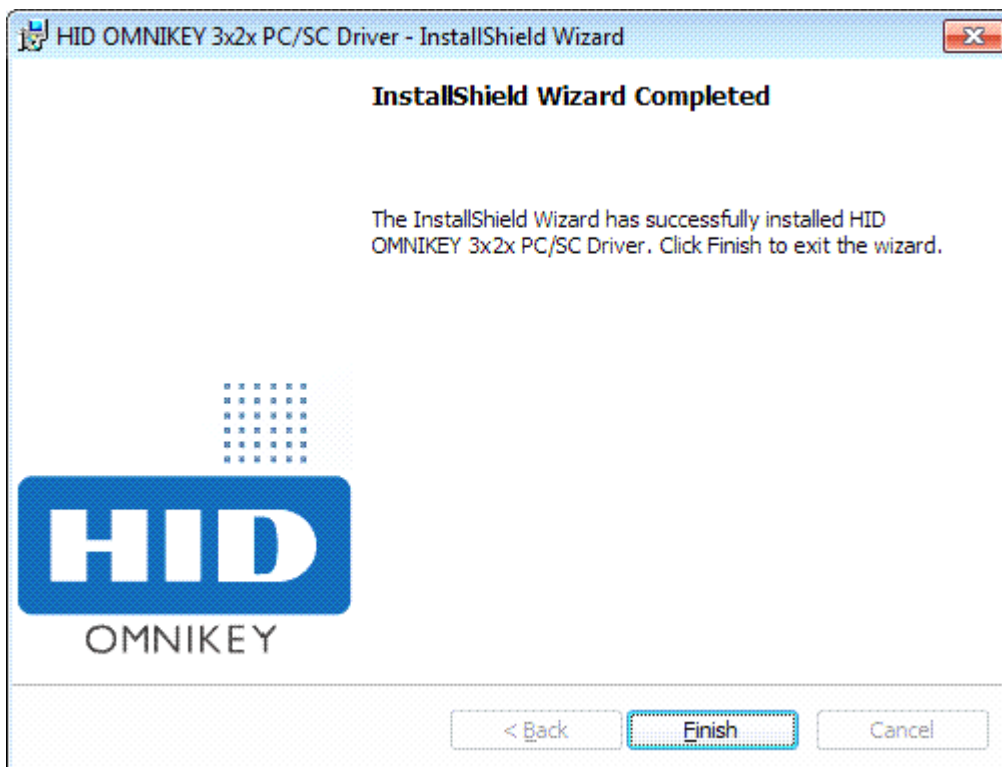 HID OMNIKEY 3x2x PC/SC Driver - InstallShield Wizard
InstallShield Wizard Completed
The InstallShield Wizard has successfully installed HID
OMNIKEY 3x2x PC/SC Driver. Click Finish to exit the wizard.
HID
OMNIKEY
< Back
Finish
Cancel